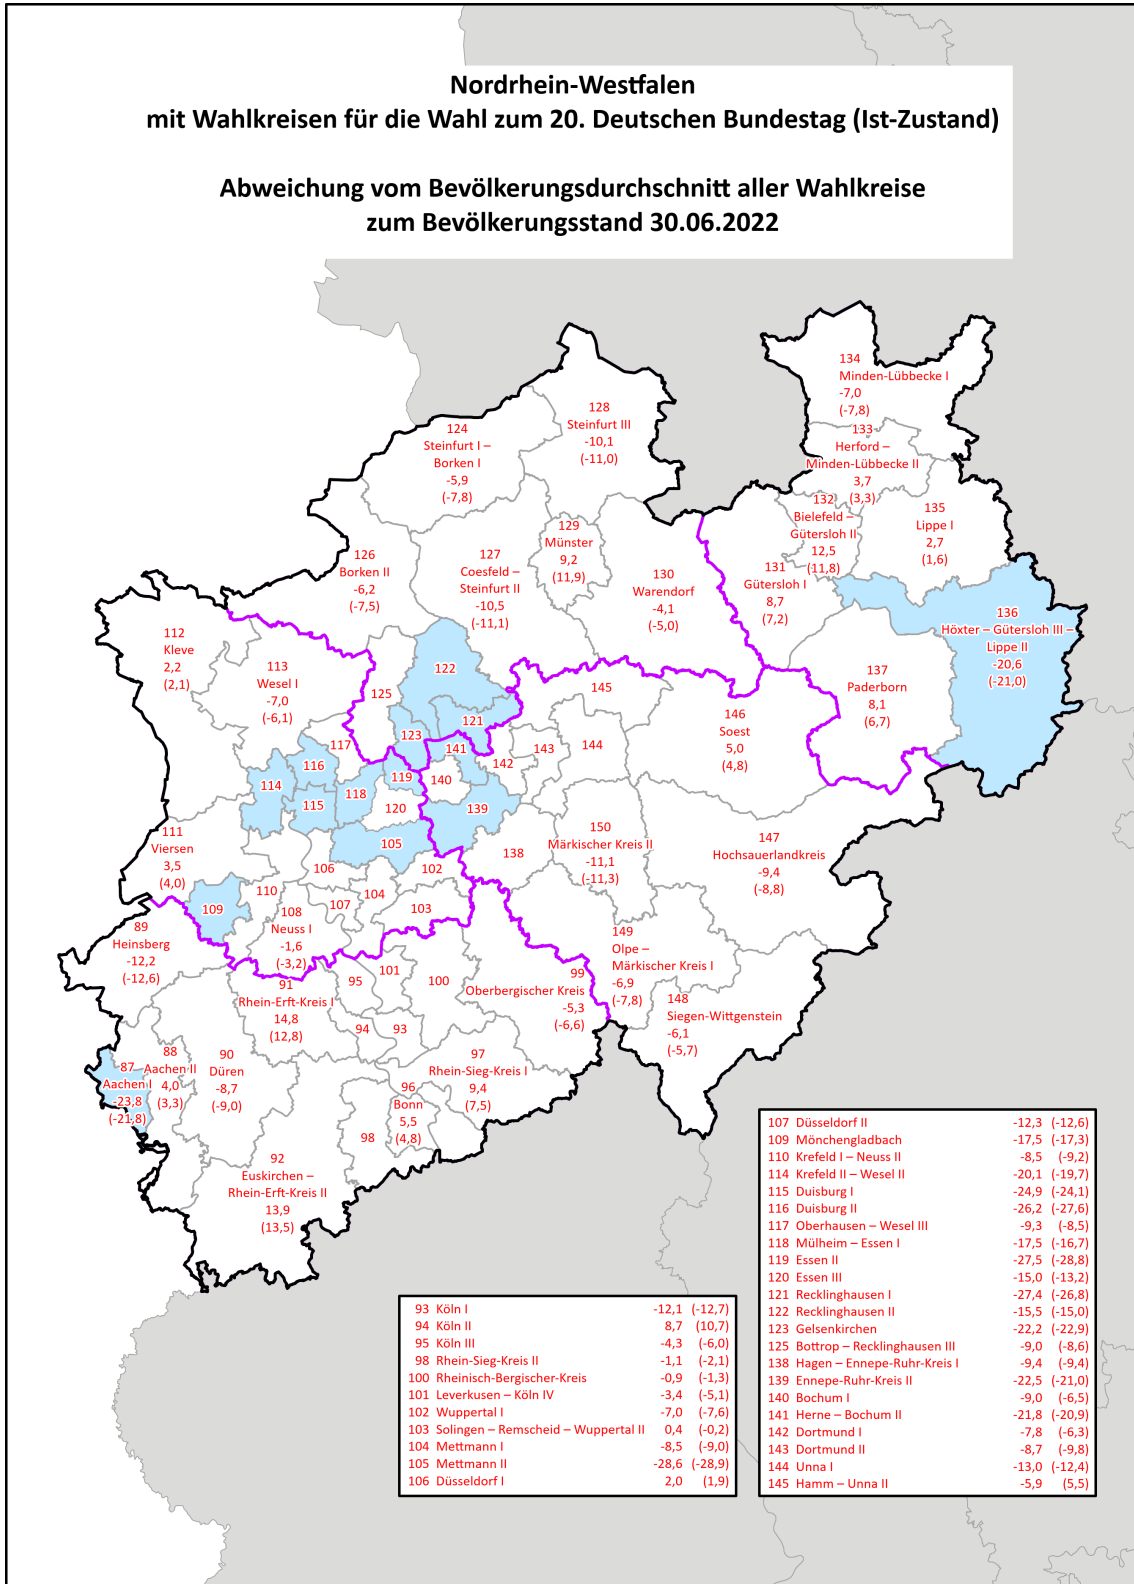 Nordrhein-Westfalen
mit Wahlkreisen für die Wahl zum 20. Deutschen Bundestag (Ist-Zustand)
Abweichung vom Bevölkerungsdurchschnitt aller Wahlkreise
zum Bevölkerungsstand 30.06.2022
134
Minden-Lübbecke I
-7,0
(-7,8)
128
Steinfurt III
-10,1
(-11,0)
124
Steinfurt I –
Borken I
-5,9
(-7,8)
133
Herford –
Minden-Lübbecke II
3,7
(3,3)
132
Bielefeld –
Gütersloh II
12,5
(11,8)
135
Lippe I
2,7
(1,6)
129
Münster
9,2
(11,9)
126
Borken II
-6,2
(-7,5)
127
Coesfeld –
Steinfurt II
-10,5
(-11,1)
130
Warendorf
-4,1
(-5,0)
131
Gütersloh I
8,7
(7,2)
136
Höxter – Gütersloh III –
Lippe II
-20,6
(-21,0)
112
Kleve
2,2
(2,1)
113
Wesel I
-7,0
(-6,1)
122
125
137
Paderborn
8,1
(6,7)
145
146
Soest
5,0
(4,8)
121
123
117
141
143
144
142
116
119
140
114
118
115
120
139
111
Viersen
3,5
(4,0)
105
150
Märkischer Kreis II
-11,1
(-11,3)
147
Hochsauerlandkreis
-9,4
(-8,8)
138
106
102
110
104
109
107
103
108
Neuss I
-1,6
(-3,2)
89
Heinsberg
-12,2
(-12,6)
149
Olpe –
Märkischer Kreis I
-6,9
(-7,8)
101
95
100
99
Oberbergischer Kreis
-5,3
(-6,6)
91
Rhein-Erft-Kreis I
14,8
(12,8)
148
Siegen-Wittgenstein
-6,1
(-5,7)
94
93
87
Aachen I
-23,8
(-21,8)
88
Aachen II
4,0
(3,3)
90
Düren
-8,7
(-9,0)
97
Rhein-Sieg-Kreis I
9,4
(7,5)
96
Bonn
5,5
(4,8)
98
92
Euskirchen –
Rhein-Erft-Kreis II
13,9
(13,5)
93 Köln I -12,1 (-12,7)
94 Köln II 8,7 (10,7)
95 Köln III -4,3 (-6,0)
98 Rhein-Sieg-Kreis II -1,1 (-2,1)
100 Rheinisch-Bergischer-Kreis -0,9 (-1,3)
101 Leverkusen – Köln IV -3,4 (-5,1)
102 Wuppertal I -7,0 (-7,6)
103 Solingen – Remscheid – Wuppertal II 0,4 (-0,2)
104 Mettmann I -8,5 (-9,0)
105 Mettmann II -28,6 (-28,9)
106 Düsseldorf I 2,0 (1,9)
107 Düsseldorf II -12,3 (-12,6)
109 Mönchengladbach -17,5 (-17,3)
110 Krefeld I – Neuss II -8,5 (-9,2)
114 Krefeld II – Wesel II -20,1 (-19,7)
115 Duisburg I -24,9 (-24,1)
116 Duisburg II -26,2 (-27,6)
117 Oberhausen – Wesel III -9,3 (-8,5)
118 Mülheim – Essen I -17,5 (-16,7)
119 Essen II -27,5 (-28,8)
120 Essen III -15,0 (-13,2)
121 Recklinghausen I -27,4 (-26,8)
122 Recklinghausen II -15,5 (-15,0)
123 Gelsenkirchen -22,2 (-22,9)
125 Bottrop – Recklinghausen III -9,0 (-8,6)
138 Hagen – Ennepe-Ruhr-Kreis I -9,4 (-9,4)
139 Ennepe-Ruhr-Kreis II -22,5 (-21,0)
140 Bochum I -9,0 (-6,5)
141 Herne – Bochum II -21,8 (-20,9)
142 Dortmund I -7,8 (-6,3)
143 Dortmund II -8,7 (-9,8)
144 Unna I -13,0 (-12,4)
145 Hamm – Unna II -5,9 (5,5)